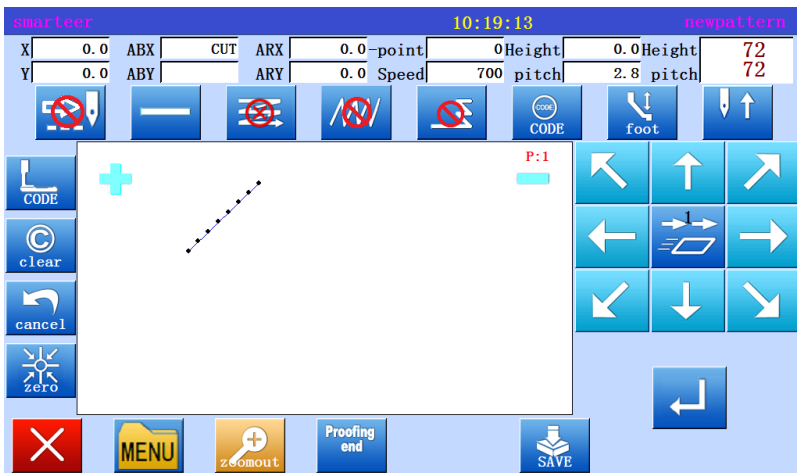 smarteer 10:19:13 newpattern
X 0.0 ABX CUT ARX 0.0 -point 0 Height 0.0 Height 72
Y 0.0 ABY ARY 0.0 Speed 700 pitch 2.8 pitch 72
CODE
CODE foot
P:1
CODE
1
clear
cancel
zero
MENU zoomout Proofing end SAVE